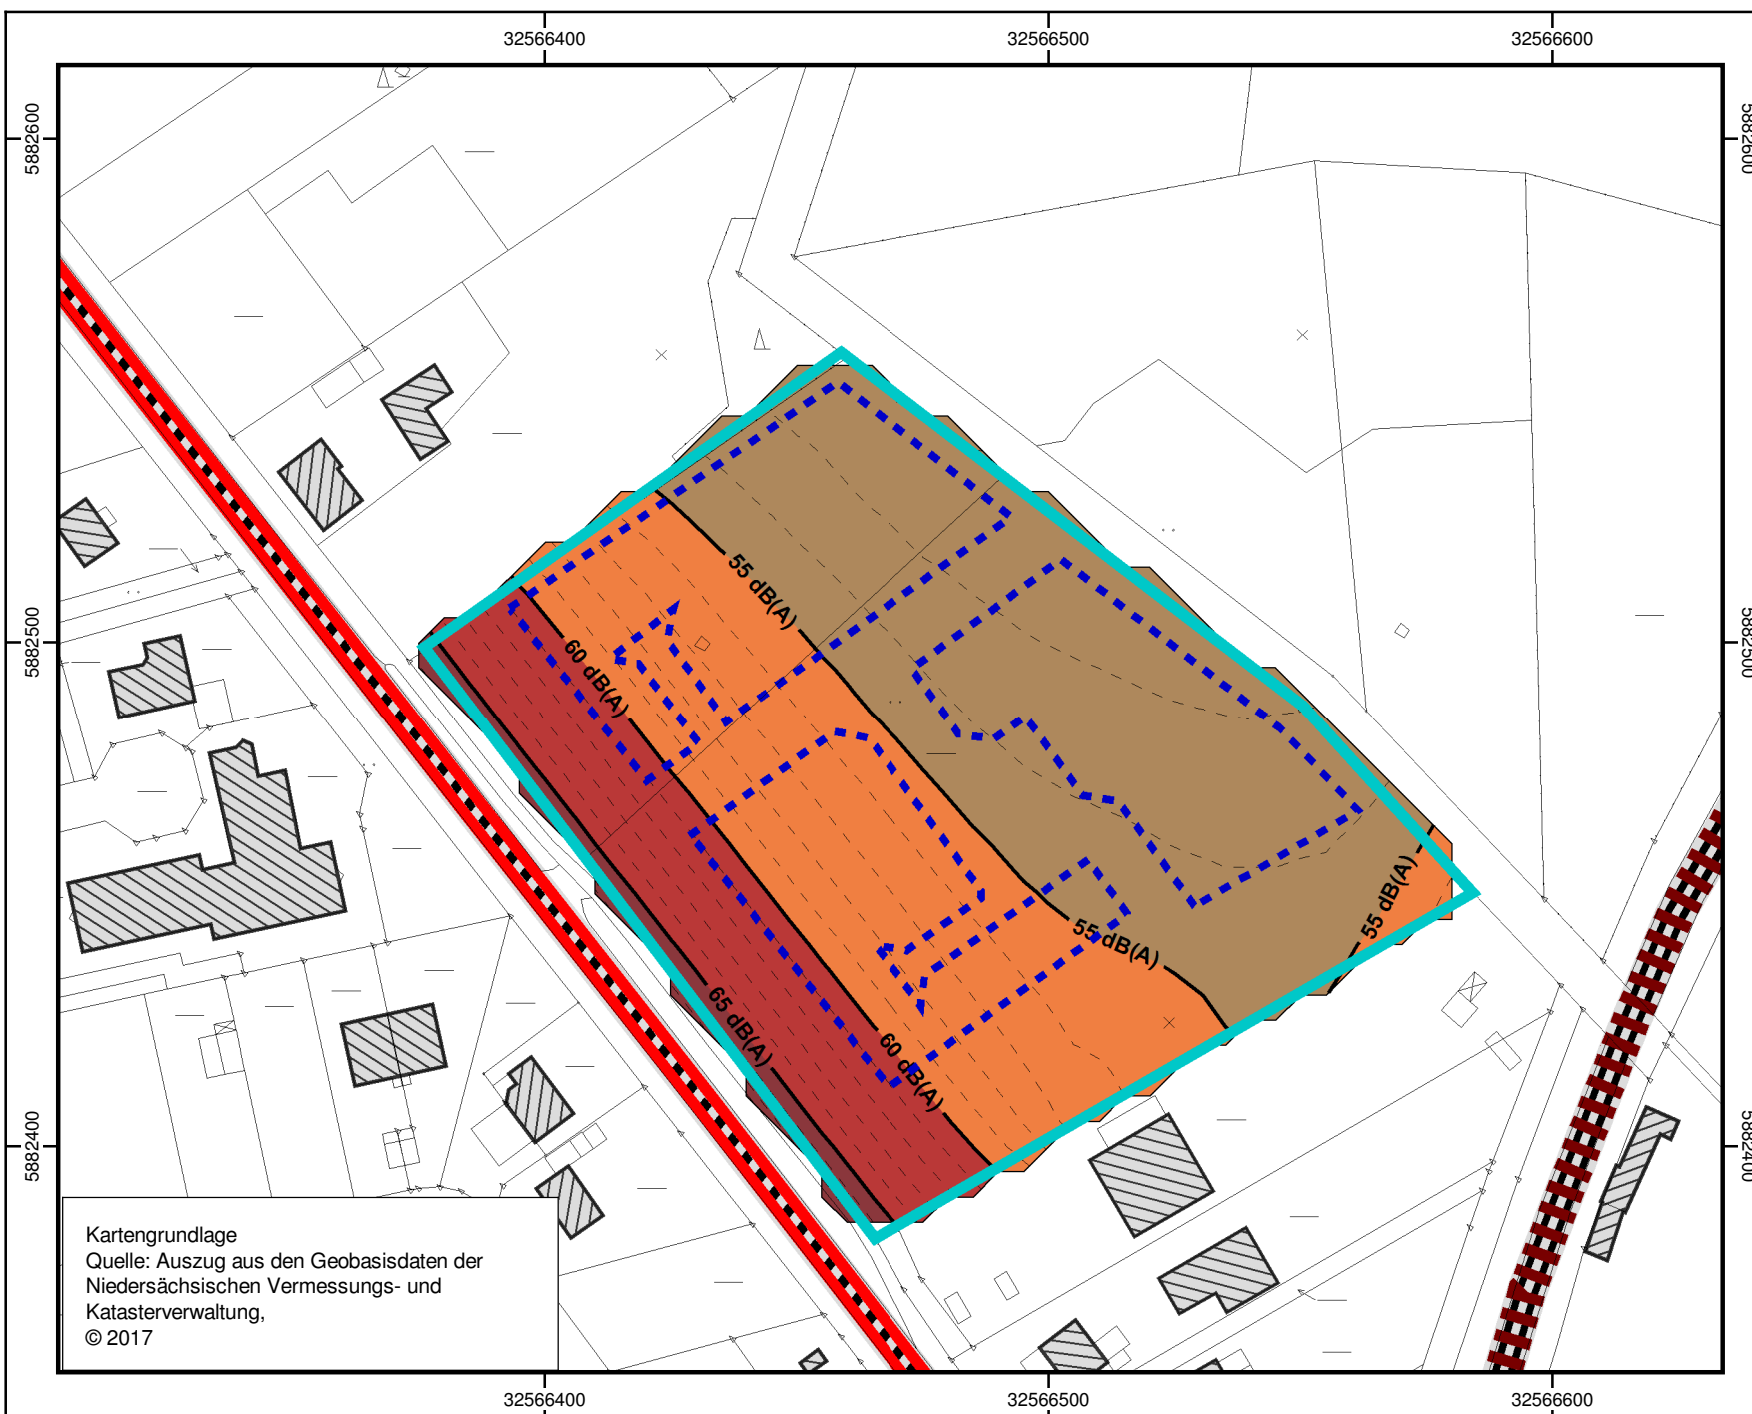 32566400
32566500
32566600
5882600
5882600
55 dB(A)
60 dB(A)
5882500
5882500
55 dB(A)
55 dB(A)
65 dB(A)
60 dB(A)
5882400
5882400
Kartengrundlage
Quelle: Auszug aus den Geobasisdaten der
Niedersächsischen Vermessungs- und
Katasterverwaltung,
© 2017
32566400
32566500
32566600